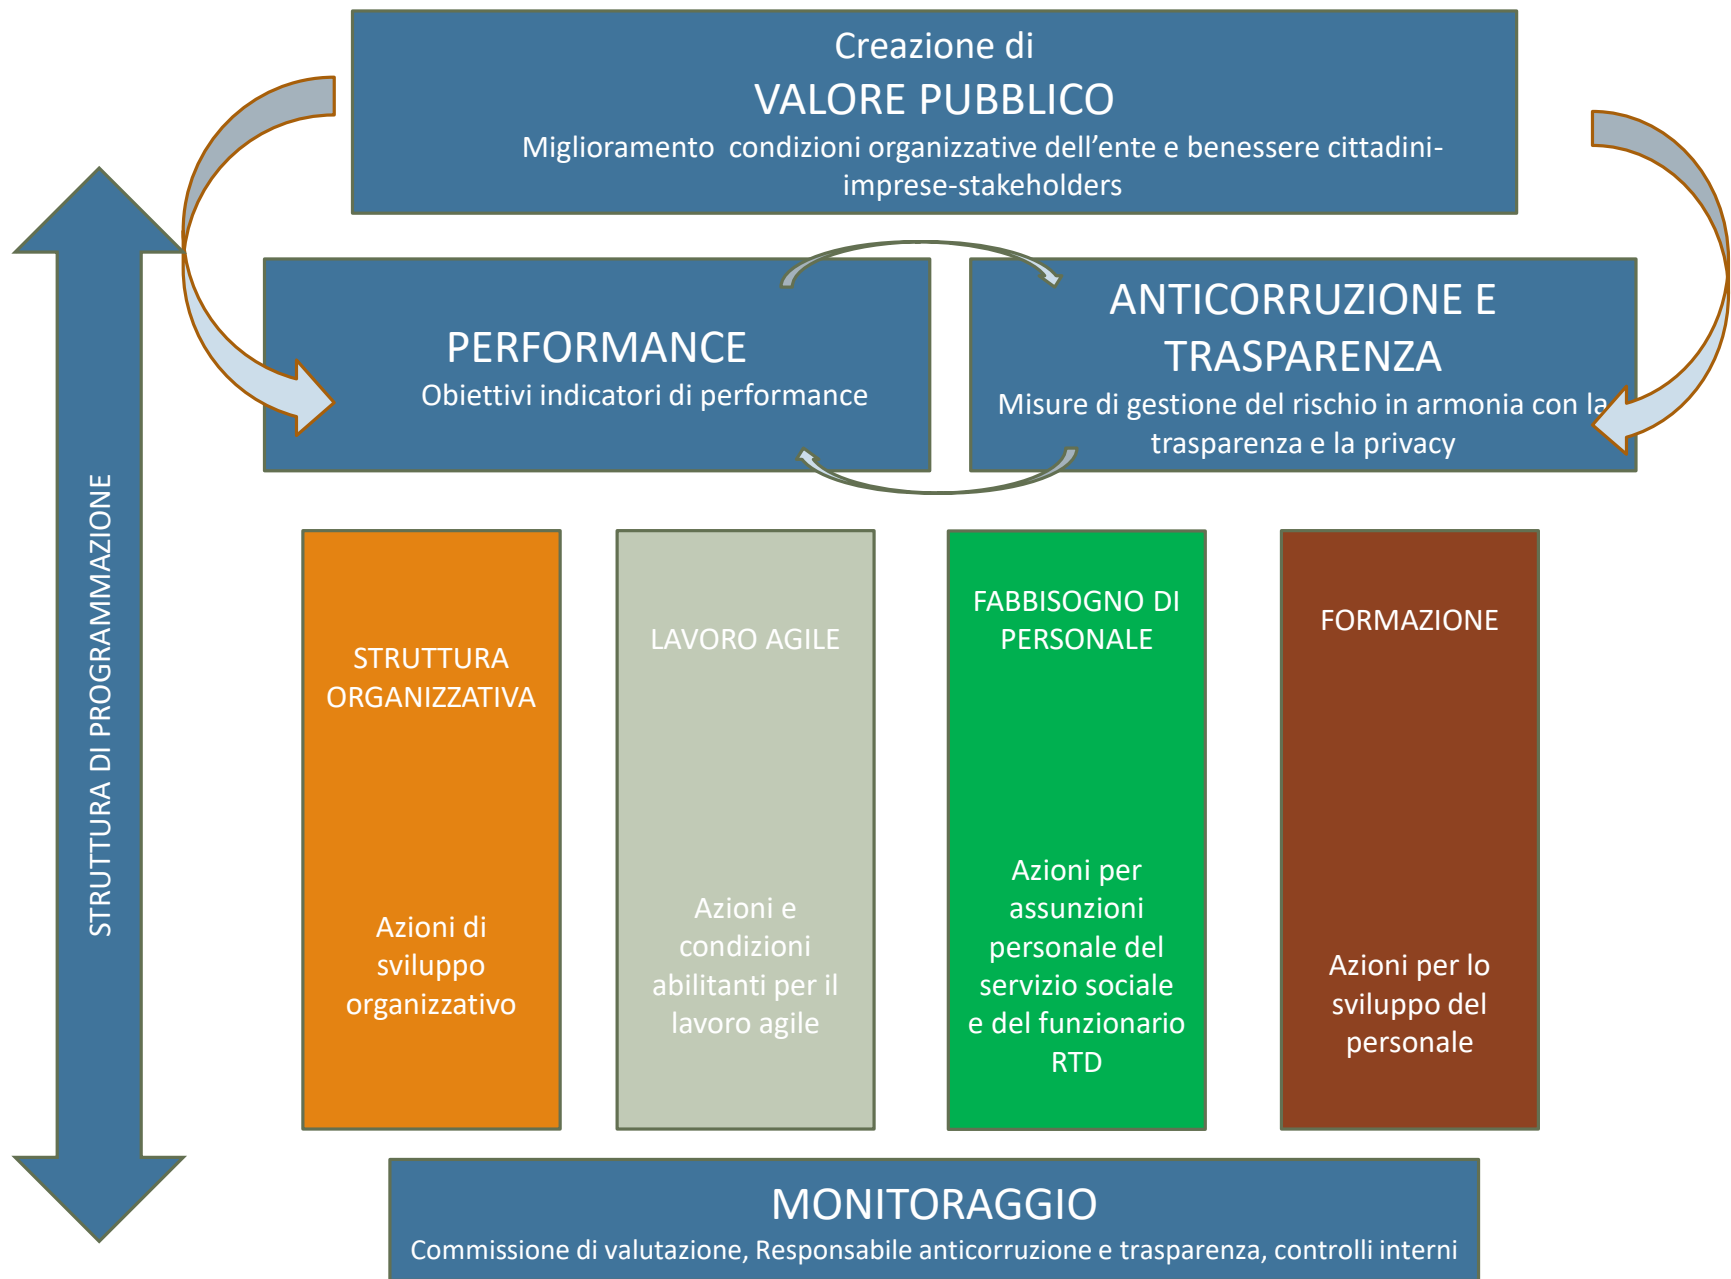 Creazione di
VALORE PUBBLICO
Miglioramento condizioni organizzative dell’ente e benessere cittadini-
imprese-stakeholders
PERFORMANCE
Obiettivi indicatori di performance
ANTICORRUZIONE E
TRASPARENZA
Misure di gestione del rischio in armonia con la
trasparenza e la privacy
STRUTTURA DI PROGRAMMAZIONE
STRUTTURA
ORGANIZZATIVA
Azioni di
sviluppo
organizzativo
LAVORO AGILE
Azioni e
condizioni
abilitanti per il
lavoro agile
FABBISOGNO DI
PERSONALE
Azioni per
assunzioni
personale del
servizio sociale
e del funzionario
RTD
FORMAZIONE
Azioni per lo
sviluppo del
personale
MONITORAGGIO
Commissione di valutazione, Responsabile anticorruzione e trasparenza, controlli interni